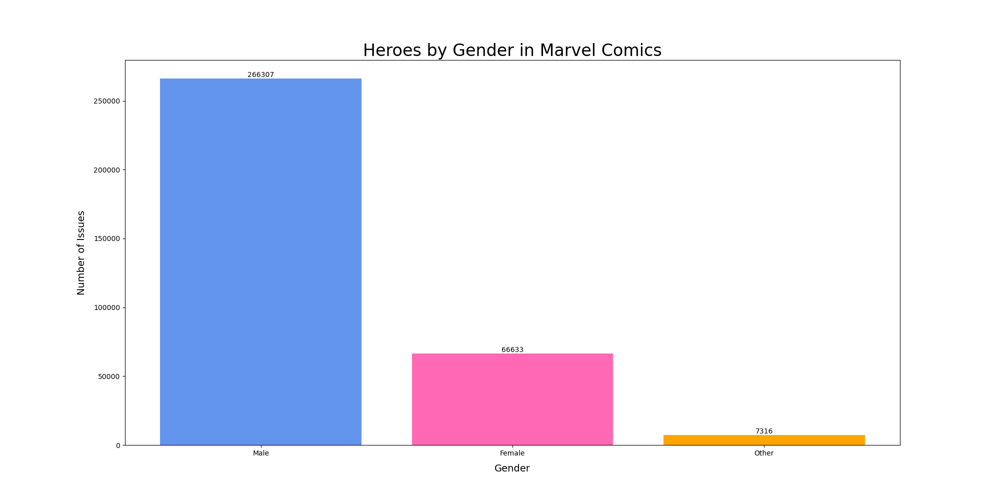 Heroes by Gender in Marvel Comics
266307
250000
200000
150000
100000
50000
0
Number of Issues
66633
7316
Male
Female
Other
Gender